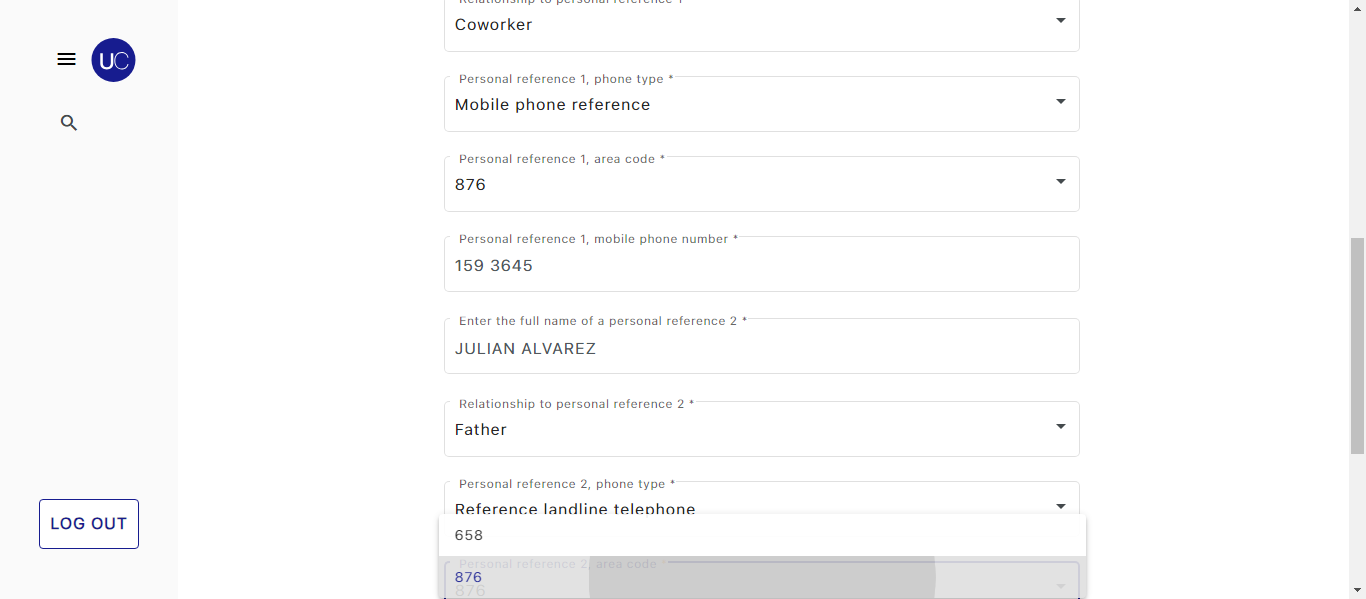 Relationship to personal reference 1
Coworker
UC
Personal reference 1, phone type *
Mobile phone reference
Personal reference 1, area code *
876
Personal reference 1, mobile phone number *
159 3645
Enter the full name of a personal reference 2 *
JULIAN ALVAREZ
Relationship to personal reference 2 *
Father
Personal reference 2, phone type *
Reference landline telephone
LOG OUT
658
Personal reference 2, area code *
876
876